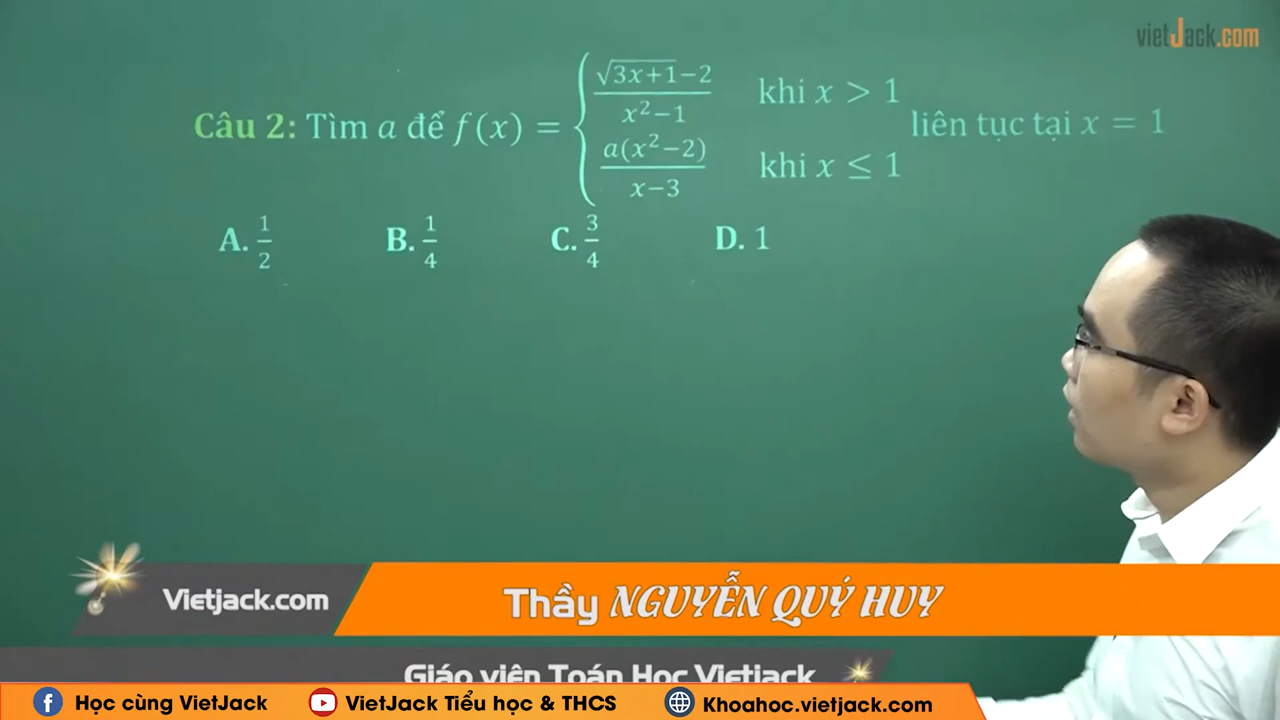 vietJack.com
Câu 2: Tìm a để f(x) = { (√(3x+1)−2)/(x²−1) khi x > 1
a(x²−2)/(x−3) khi x ≤ 1 liên tục tại x = 1
A. 1/2 B. 1/4 C. 3/4 D. 1
Vietjack.com
Thầy NGUYỄN QUÝ HUY
Giáo viên Toán Học Vietjack
Học cùng VietJack
VietJack Tiểu học & THCS
Khoahoc.vietjack.com